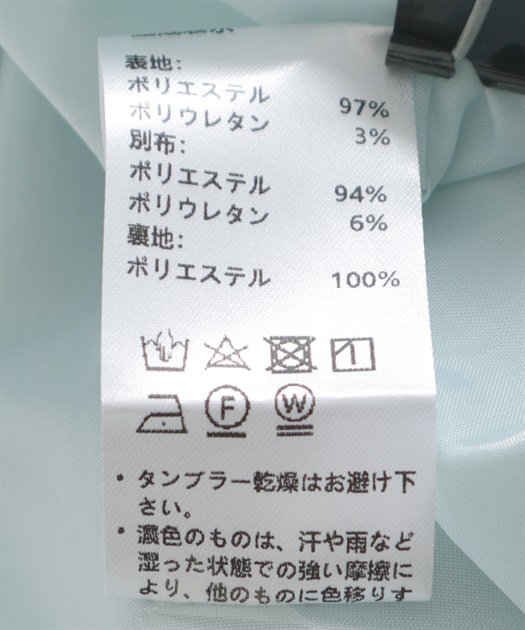 表地:
ポリエステル 97%
ポリウレタン 3%
別布:
ポリエステル 94%
ポリウレタン 6%
裏地:
ポリエステル 100%
F W
・タンブラー乾燥はお避け下
さい。
・濃色のものは、汗や雨など
湿った状態での強い摩擦に
より、他のものに色移りす